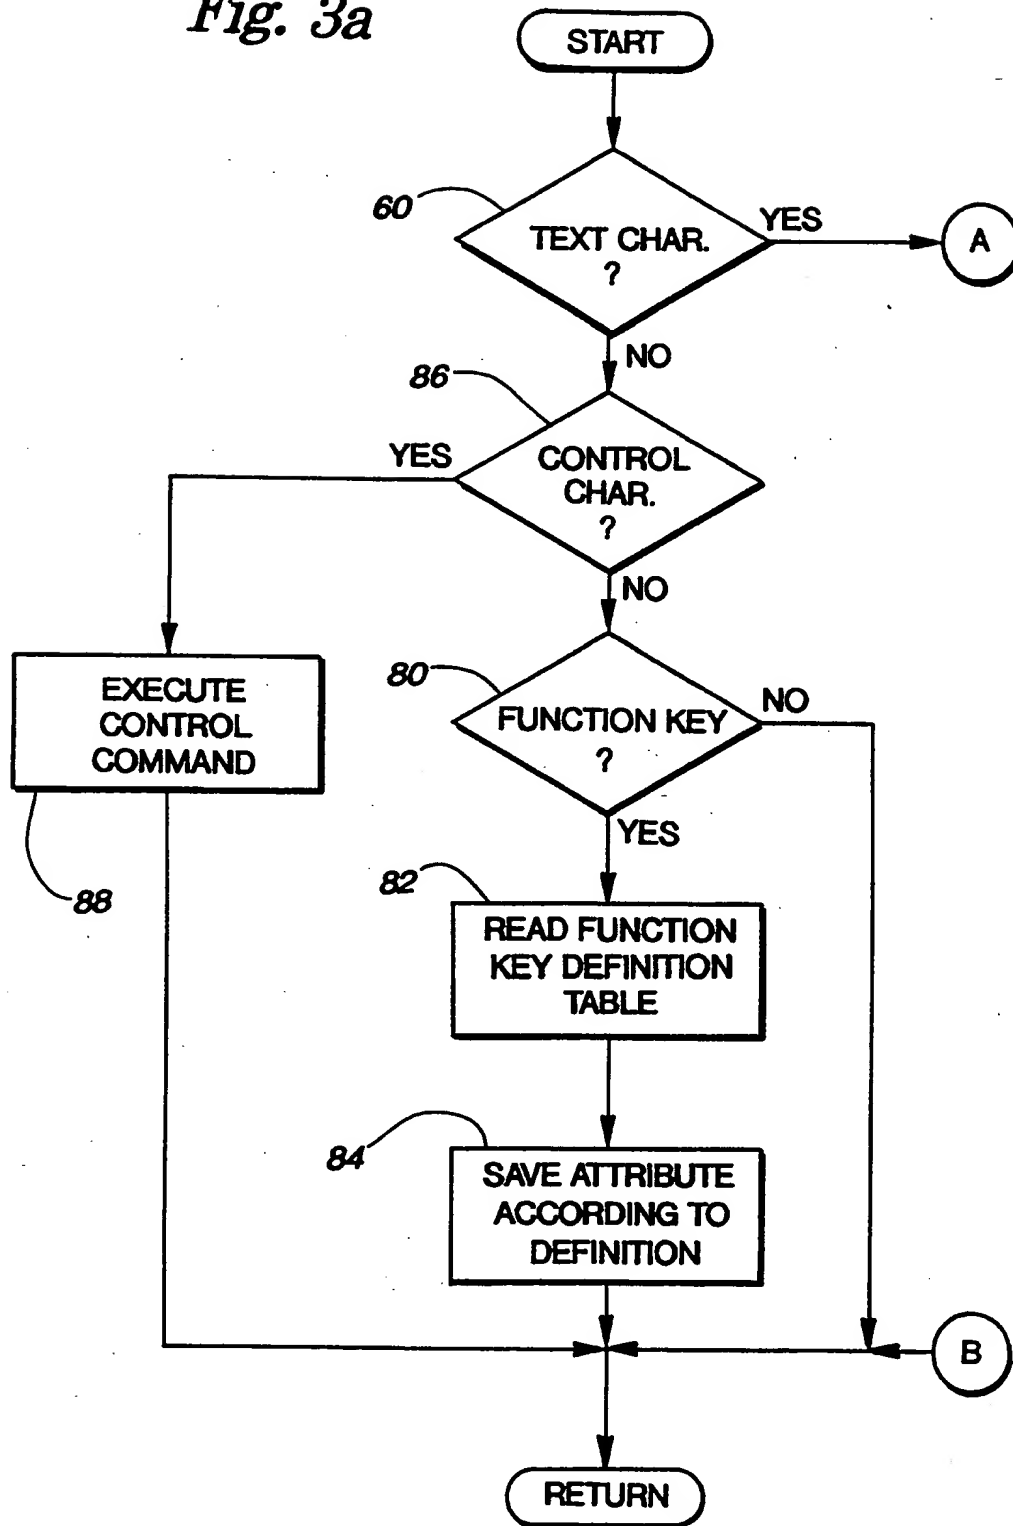 Fig. 3a
START
60
TEXT CHAR.
?
YES
A
NO
86
YES
CONTROL
CHAR.
?
NO
80
FUNCTION KEY
?
NO
EXECUTE
CONTROL
COMMAND
88
YES
82
READ FUNCTION
KEY DEFINITION
TABLE
84
SAVE ATTRIBUTE
ACCORDING TO
DEFINITION
B
RETURN